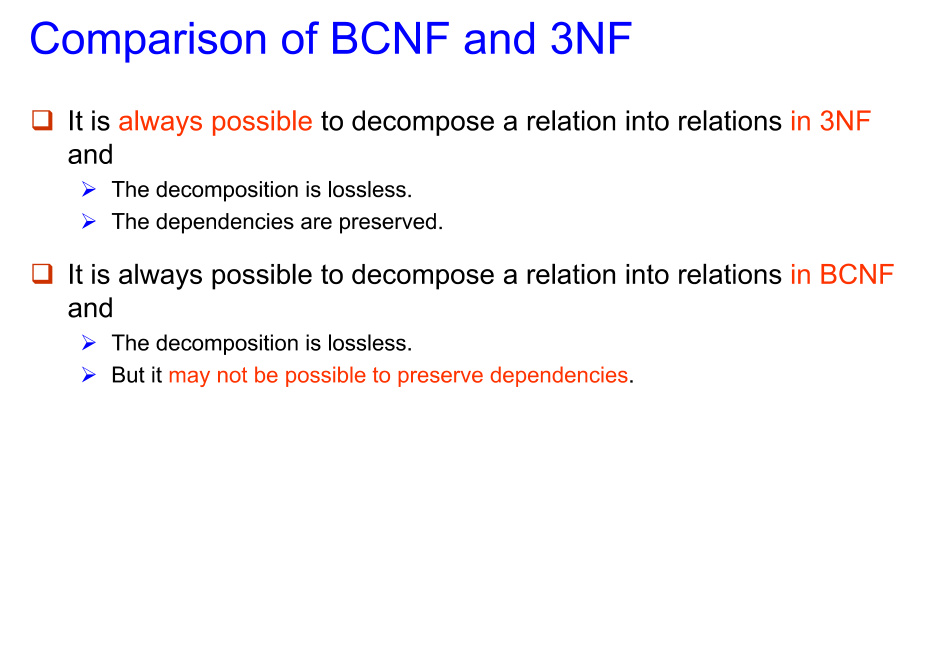 Comparison of BCNF and 3NF
It is always possible to decompose a relation into relations in 3NF
and
The decomposition is lossless.
The dependencies are preserved.
It is always possible to decompose a relation into relations in BCNF
and
The decomposition is lossless.
But it may not be possible to preserve dependencies.